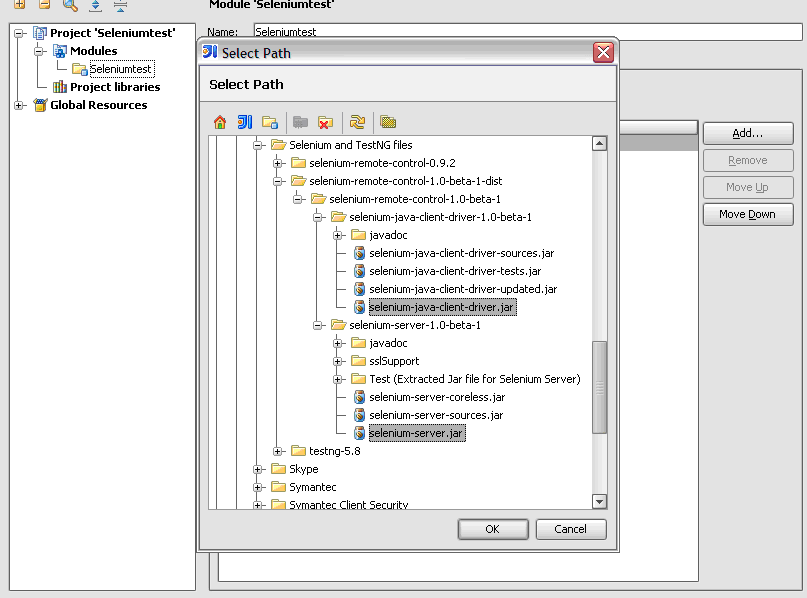 Module 'Seleniumtest'
Project 'Seleniumtest'
Modules
Seleniumtest
Project libraries
Global Resources
Name: Seleniumtest
Select Path
Select Path
Selenium and TestNG files
selenium-remote-control-0.9.2
selenium-remote-control-1.0-beta-1-dist
selenium-remote-control-1.0-beta-1
selenium-java-client-driver-1.0-beta-1
javadoc
selenium-java-client-driver-sources.jar
selenium-java-client-driver-tests.jar
selenium-java-client-driver-updated.jar
selenium-java-client-driver.jar
selenium-server-1.0-beta-1
javadoc
sslSupport
Test (Extracted Jar file for Selenium Server)
selenium-server-coreless.jar
selenium-server-sources.jar
selenium-server.jar
testng-5.8
Skype
Symantec
Symantec Client Security
OK
Cancel
Add...
Remove
Move Up
Move Down